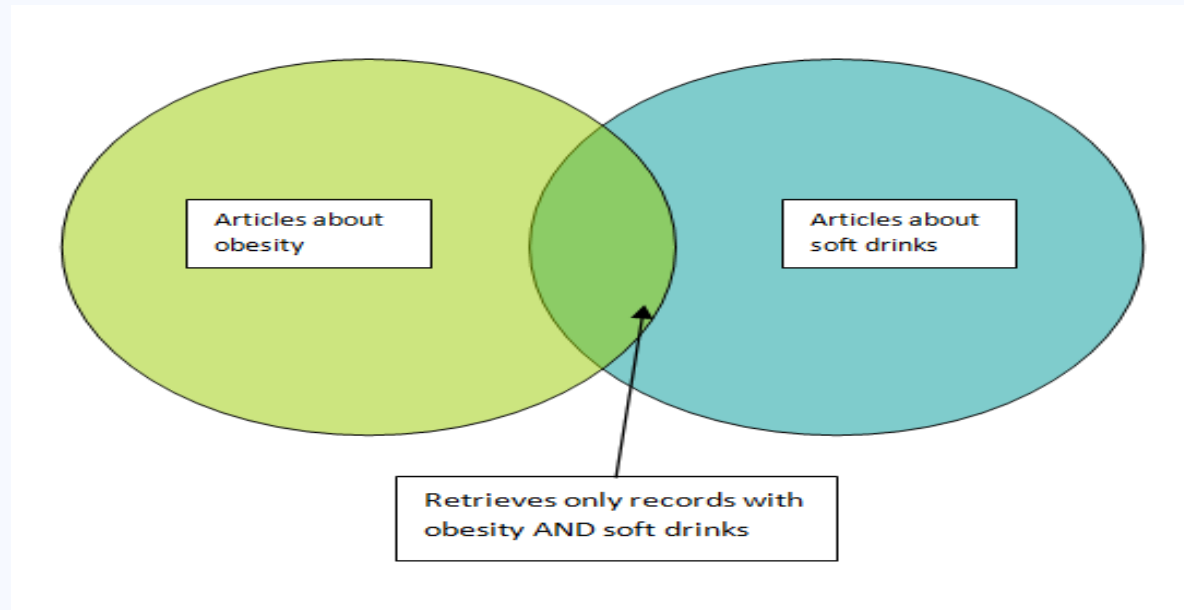 Articles about
obesity
Articles about
soft drinks
Retrieves only records with
obesity AND soft drinks